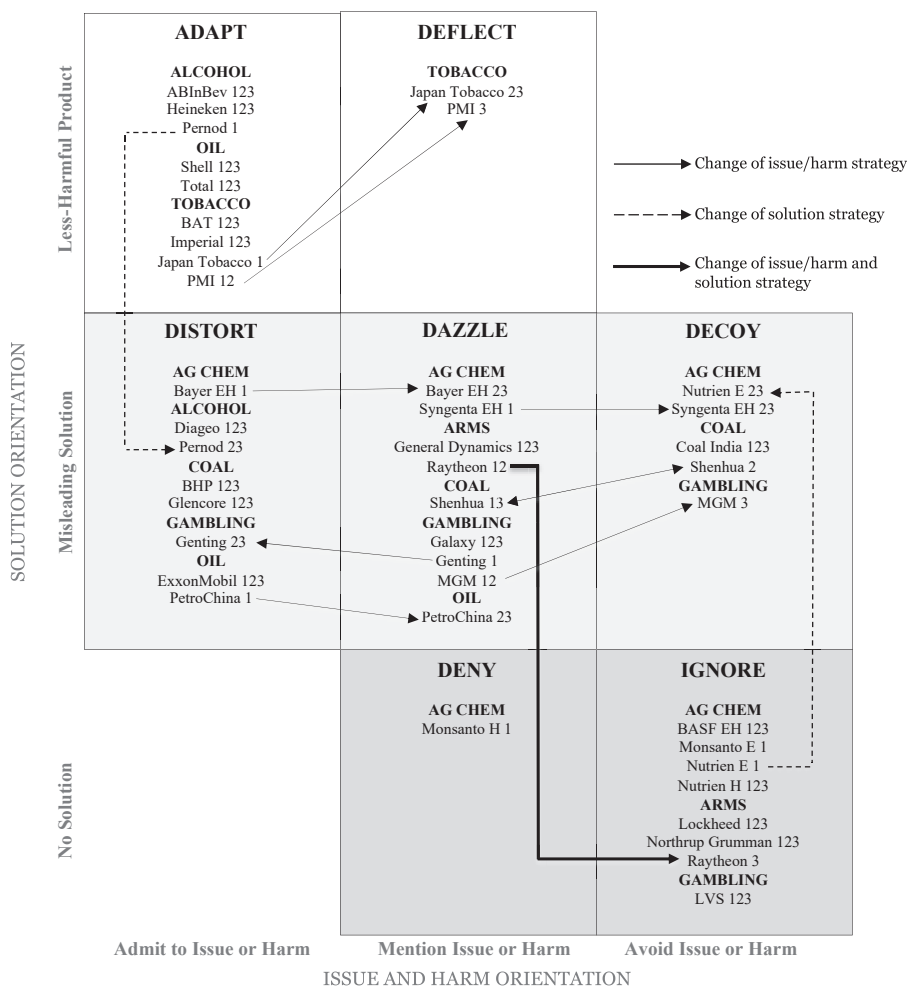 ADAPT
ALCOHOL
ABInBev 123
Heineken 123
Pernod 1
OIL
Shell 123
Total 123
TOBACCO
BAT 123
Imperial 123
Japan Tobacco 1
PMI 12
DEFLECT
TOBACCO
Japan Tobacco 23
PMI 3
Change of issue/harm strategy
Change of solution strategy
Change of issue/harm and
solution strategy
Less-Harmful Product
SOLUTION ORIENTATION
Misleading Solution
DISTORT
AG CHEM
Bayer EH 1
ALCOHOL
Diageo 123
Pernod 23
COAL
BHP 123
Glencore 123
GAMBLING
Genting 23
OIL
ExxonMobil 123
PetroChina 1
DAZZLE
AG CHEM
Bayer EH 23
Syngenta EH 1
ARMS
General Dynamics 123
Raytheon 12
COAL
Shenhua 13
GAMBLING
Galaxy 123
Genting 1
MGM 12
OIL
PetroChina 23
DECOY
AG CHEM
Nutrien E 23
Syngenta EH 23
COAL
Coal India 123
Shenhua 2
GAMBLING
MGM 3
No Solution
DENY
AG CHEM
Monsanto H 1
IGNORE
AG CHEM
BASF EH 123
Monsanto E 1
Nutrien E 1
Nutrien H 123
ARMS
Lockheed 123
Northrup Grumman 123
Raytheon 3
GAMBLING
LVS 123
Admit to Issue or Harm
Mention Issue or Harm
Avoid Issue or Harm
ISSUE AND HARM ORIENTATION